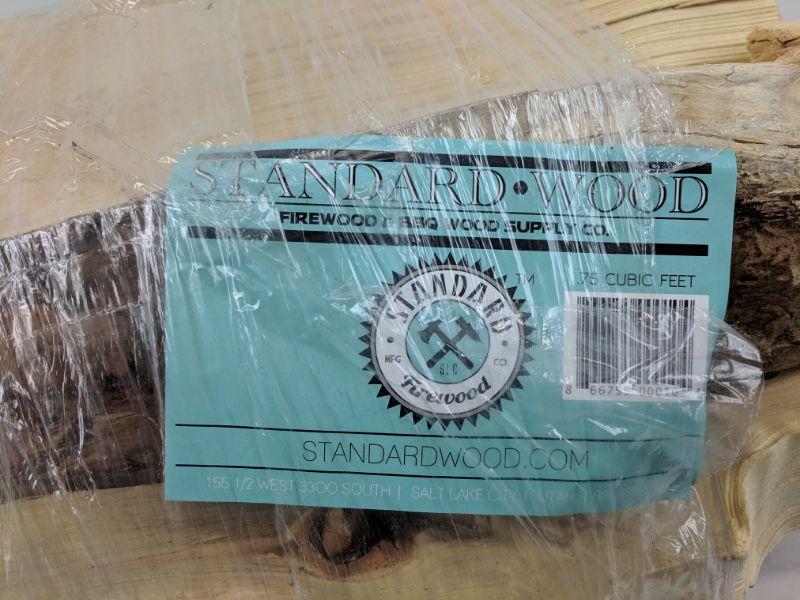 STANDARD • WOOD
FIREWOOD & BBQ WOOD SUPPLY CO.
.75 CUBIC FEET
STANDARD
TM
MFG
CO.
SLC
firewood
STANDARDWOOD.COM
155 1/2 WEST 3300 SOUTH | SALT LAKE CITY | UTAH